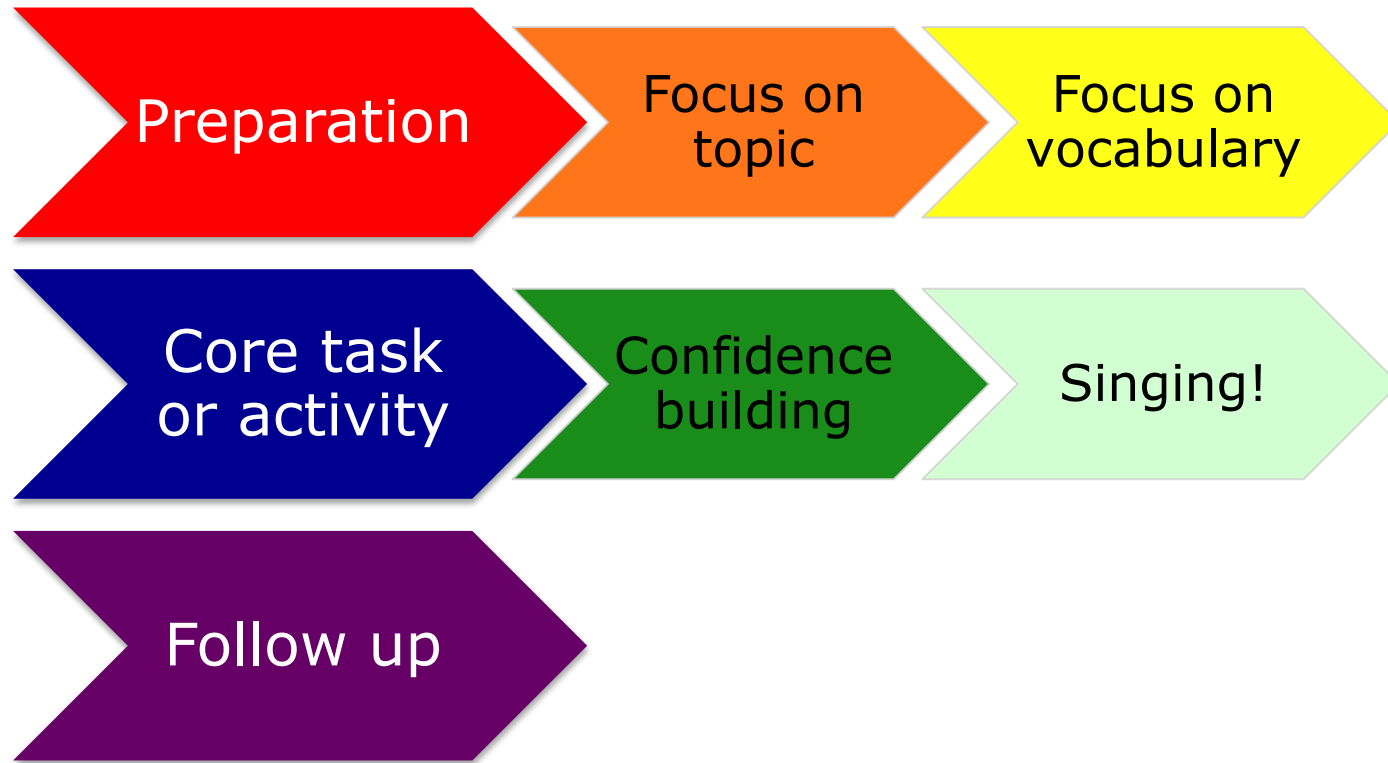 Preparation
Focus on
topic
Focus on
vocabulary
Core task
or activity
Confidence
building
Singing!
Follow up